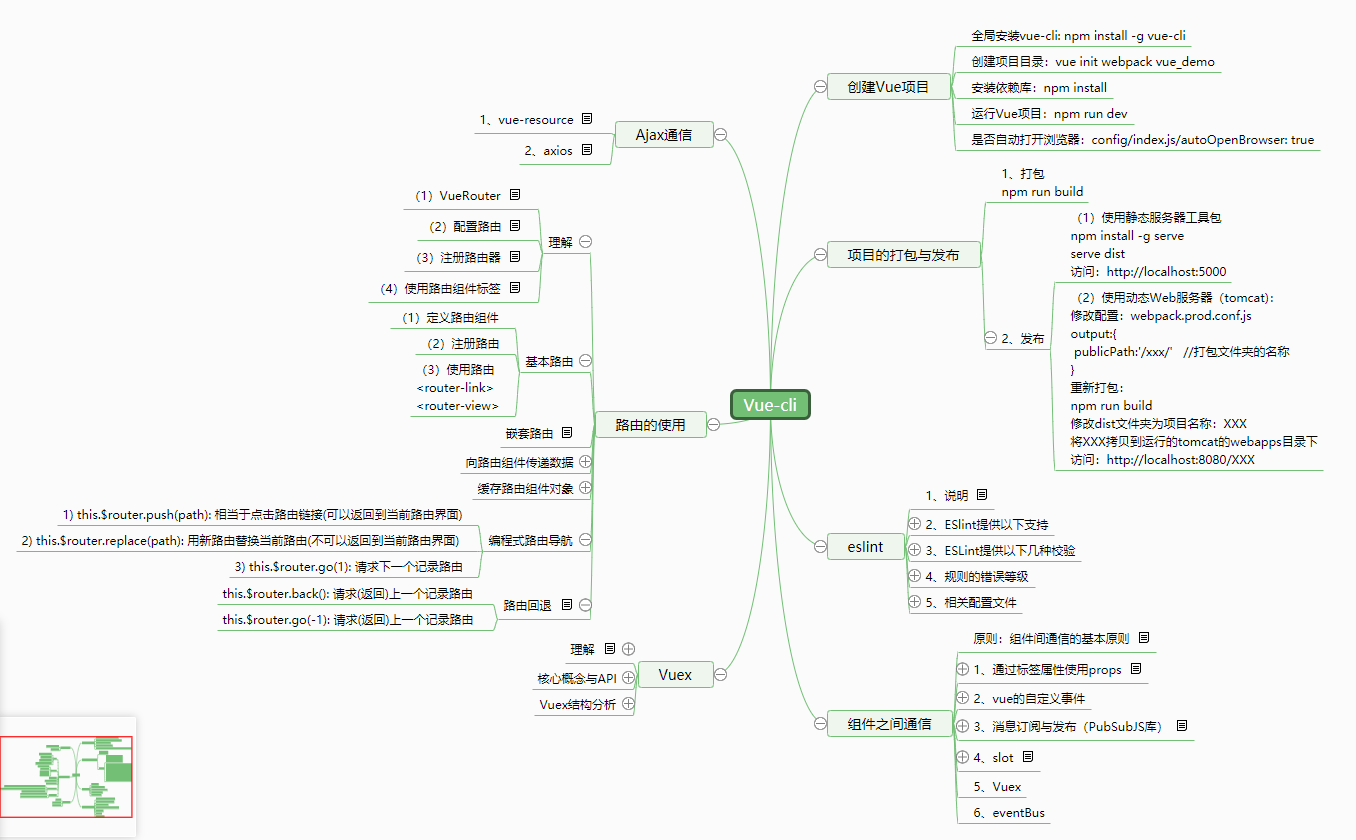 Vue-cli
创建Vue项目
全局安装vue-cli: npm install -g vue-cli
创建项目目录：vue init webpack vue_demo
安装依赖库：npm install
运行Vue项目：npm run dev
是否自动打开浏览器：config/index.js/autoOpenBrowser: true
项目的打包与发布
1、打包
npm run build
2、发布
（1）使用静态服务器工具包
npm install -g serve
serve dist
访问：http://localhost:5000
（2）使用动态Web服务器（tomcat）:
修改配置：webpack.prod.conf.js
output:{
publicPath:'/xxx/' //打包文件夹的名称
}
重新打包：
npm run build
修改dist文件夹为项目名称：XXX
将XXX拷贝到运行的tomcat的webapps目录下
访问：http://localhost:8080/XXX
eslint
1、说明
2、ESlint提供以下支持
3、ESLint提供以下几种校验
4、规则的错误等级
5、相关配置文件
组件之间通信
原则：组件间通信的基本原则
1、通过标签属性使用props
2、vue的自定义事件
3、消息订阅与发布（PubSubJS库）
4、slot
5、Vuex
6、eventBus
Ajax通信
1、vue-resource
2、axios
路由的使用
理解
（1）VueRouter
（2）配置路由
（3）注册路由器
（4）使用路由组件标签
基本路由
（1）定义路由组件
（2）注册路由
（3）使用路由
<router-link>
<router-view>
嵌套路由
向路由组件传递数据
缓存路由组件对象
编程式路由导航
1) this.$router.push(path): 相当于点击路由链接(可以返回到当前路由界面)
2) this.$router.replace(path): 用新路由替换当前路由(不可以返回到当前路由界面)
3) this.$router.go(1): 请求下一个记录路由
路由回退
this.$router.back(): 请求(返回)上一个记录路由
this.$router.go(-1): 请求(返回)上一个记录路由
Vuex
理解
核心概念与API
Vuex结构分析